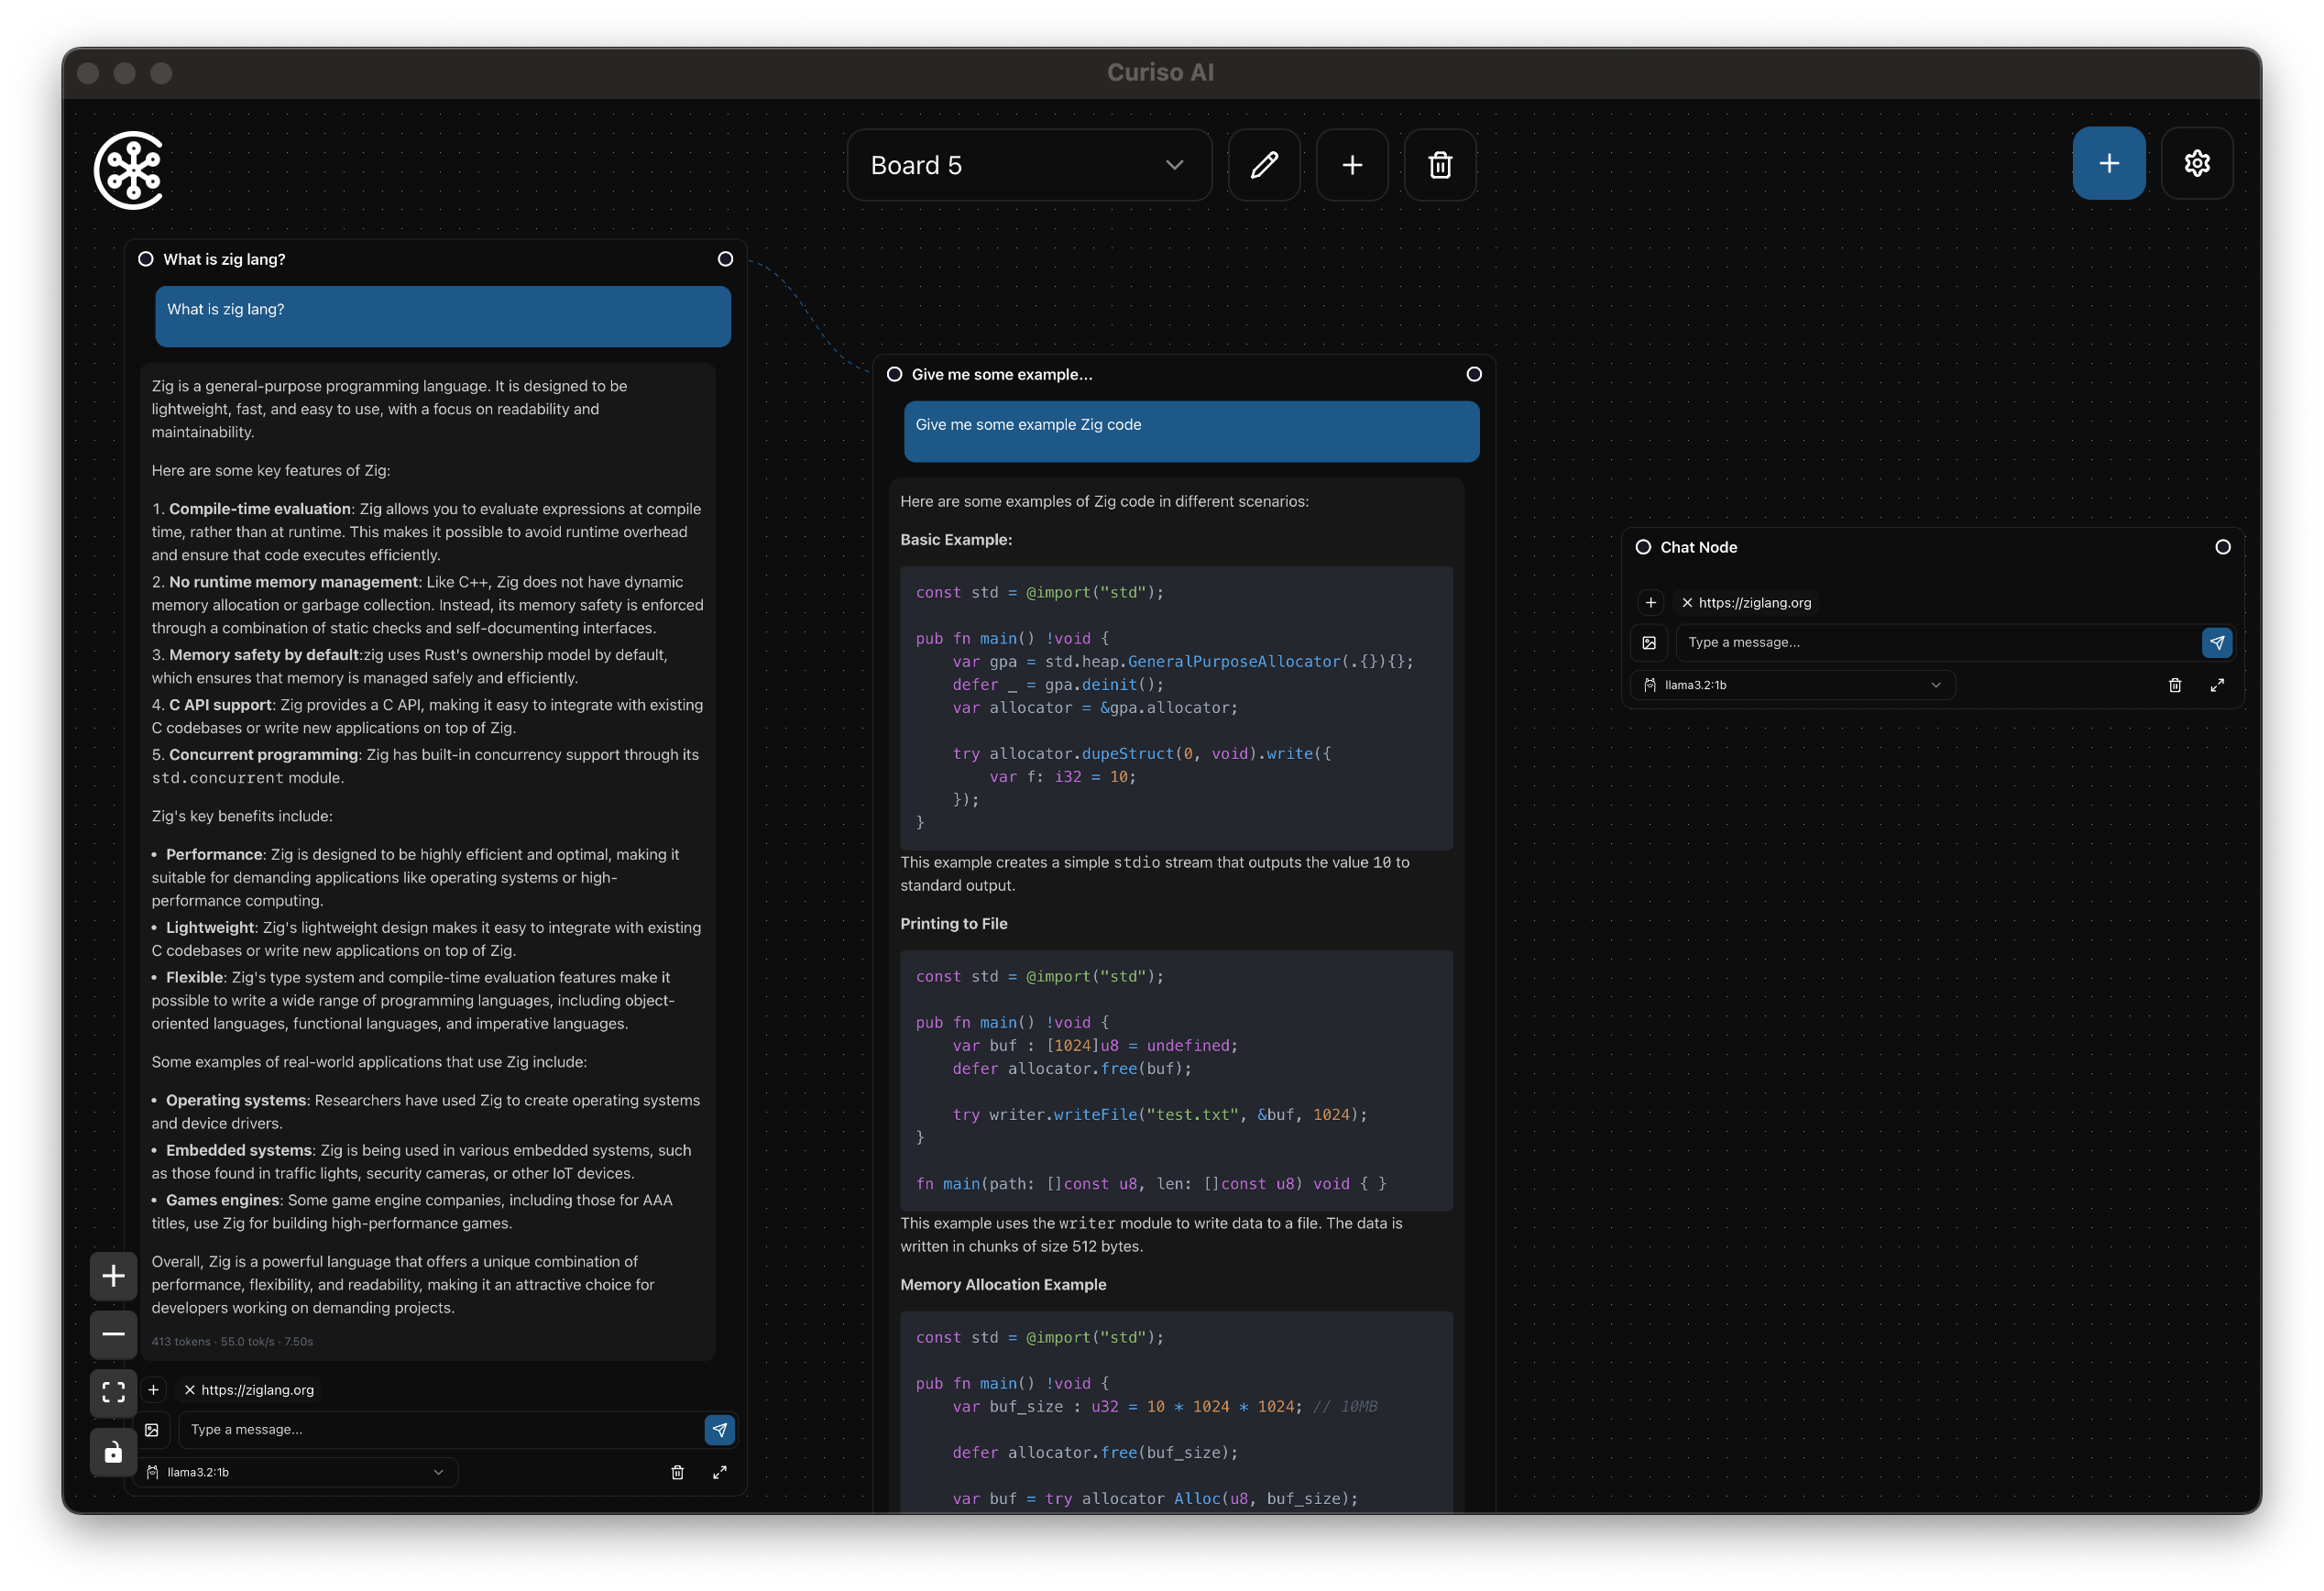 Curiso AI
Board 5
What is zig lang?
What is zig lang?
Zig is a general-purpose programming language. It is designed to be
lightweight, fast, and easy to use, with a focus on readability and
maintainability.
Here are some key features of Zig:
1. Compile-time evaluation: Zig allows you to evaluate expressions at compile
time, rather than at runtime. This makes it possible to avoid runtime overhead
and ensure that code executes efficiently.
2. No runtime memory management: Like C++, Zig does not have dynamic
memory allocation or garbage collection. Instead, its memory safety is enforced
through a combination of static checks and self-documenting interfaces.
3. Memory safety by default:zig uses Rust's ownership model by default,
which ensures that memory is managed safely and efficiently.
4. C API support: Zig provides a C API, making it easy to integrate with existing
C codebases or write new applications on top of Zig.
5. Concurrent programming: Zig has built-in concurrency support through its
std.concurrent module.
Zig's key benefits include:
• Performance: Zig is designed to be highly efficient and optimal, making it
suitable for demanding applications like operating systems or high-
performance computing.
• Lightweight: Zig's lightweight design makes it easy to integrate with existing
C codebases or write new applications on top of Zig.
• Flexible: Zig's type system and compile-time evaluation features make it
possible to write a wide range of programming languages, including object-
oriented languages, functional languages, and imperative languages.
Some examples of real-world applications that use Zig include:
• Operating systems: Researchers have used Zig to create operating systems
and device drivers.
• Embedded systems: Zig is being used in various embedded systems, such
as those found in traffic lights, security cameras, or other IoT devices.
• Games engines: Some game engine companies, including those for AAA
titles, use Zig for building high-performance games.
Overall, Zig is a powerful language that offers a unique combination of
performance, flexibility, and readability, making it an attractive choice for
developers working on demanding projects.
413 tokens · 55.0 tok/s · 7.50s
https://ziglang.org
Type a message...
llama3.2:1b
Give me some example...
Give me some example Zig code
Here are some examples of Zig code in different scenarios:
Basic Example:
const std = @import("std");
pub fn main() !void {
    var gpa = std.heap.GeneralPurposeAllocator(.{}){};
    defer _ = gpa.deinit();
    var allocator = &gpa.allocator;
    try allocator.dupeStruct(0, void).write({
        var f: i32 = 10;
    });
}
This example creates a simple stdio stream that outputs the value 10 to
standard output.
Printing to File
const std = @import("std");
pub fn main() !void {
    var buf : [1024]u8 = undefined;
    defer allocator.free(buf);
    try writer.writeFile("test.txt", &buf, 1024);
}
fn main(path: []const u8, len: []const u8) void { }
This example uses the writer module to write data to a file. The data is
written in chunks of size 512 bytes.
Memory Allocation Example
const std = @import("std");
pub fn main() !void {
    var buf_size : u32 = 10 * 1024 * 1024; // 10MB
    defer allocator.free(buf_size);
    var buf = try allocator Alloc(u8, buf_size);
Chat Node
https://ziglang.org
Type a message...
llama3.2:1b